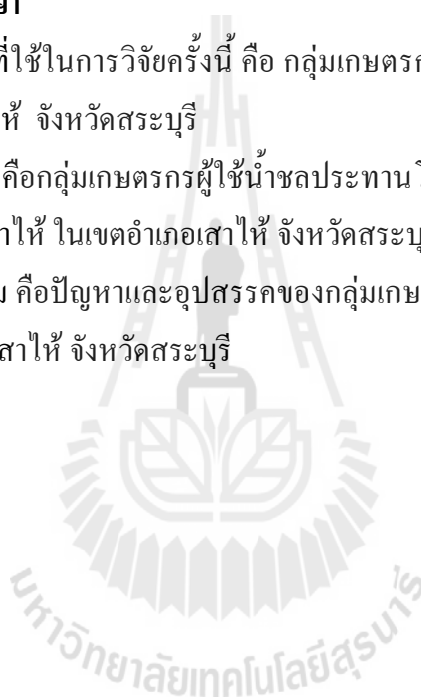 ที่ใช้ในการวิจัยครั้งนี้ คือ กลุ่มเกษตรก
ห้ จังหวัดสระบุรี
คือกลุ่มเกษตรกรผู้ใช้น้ำชลประทาน
าไห้ ในเขตอำเภอเสาไห้ จังหวัดสระบุ
คือปัญหาและอุปสรรคของกลุ่มเกษ
สาไห้ จังหวัดสระบุรี
มหาวิทยาลัยเทคโนโลยีสุรนารี